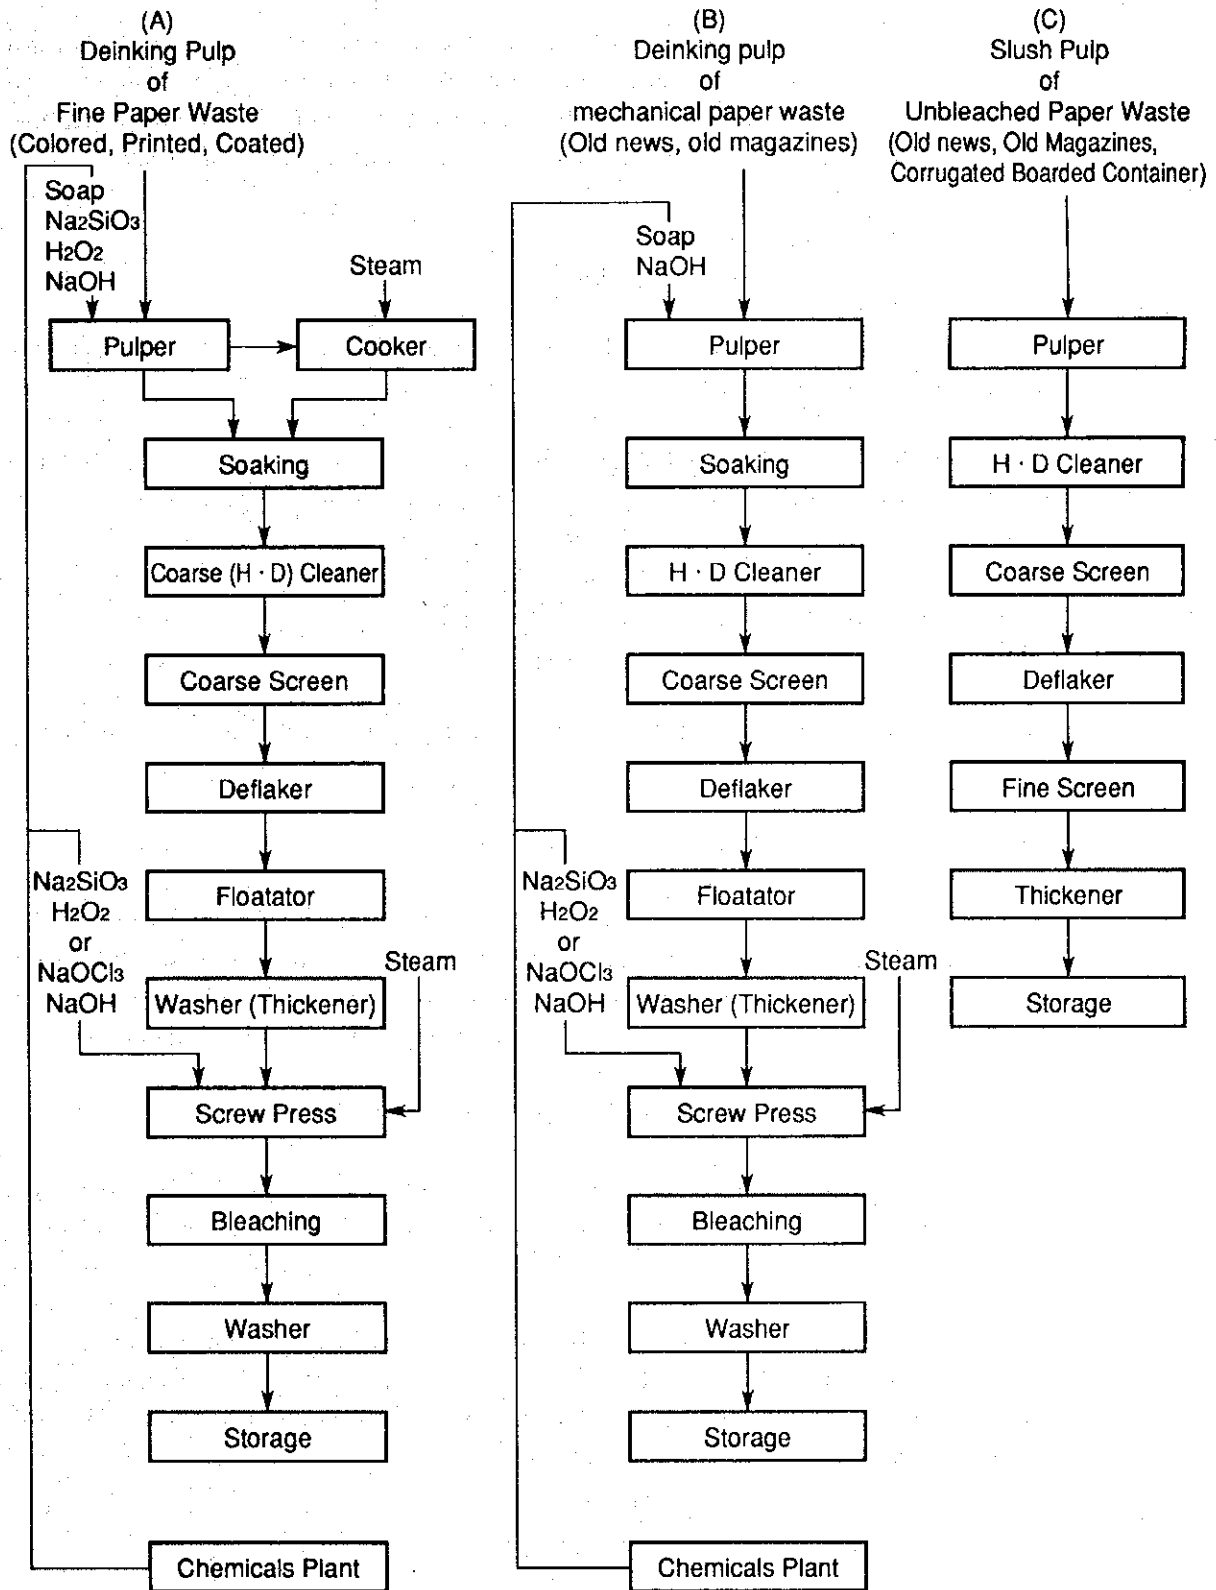 (A)
Deinking Pulp
of
Fine Paper Waste
(Colored, Printed, Coated)
Soap
Na2SiO3
H2O2
NaOH
Steam
Pulper
Cooker
Soaking
Coarse (H · D) Cleaner
Coarse Screen
Deflaker
Na2SiO3
H2O2
or
NaOCl3
NaOH
Floatator
Steam
Washer (Thickener)
Screw Press
Bleaching
Washer
Storage
Chemicals Plant
(B)
Deinking pulp
of
mechanical paper waste
(Old news, old magazines)
Soap
NaOH
Pulper
Soaking
H · D Cleaner
Coarse Screen
Deflaker
Na2SiO3
H2O2
or
NaOCl3
NaOH
Floatator
Steam
Washer (Thickener)
Screw Press
Bleaching
Washer
Storage
Chemicals Plant
(C)
Slush Pulp
of
Unbleached Paper Waste
(Old news, Old Magazines,
Corrugated Boarded Container)
Pulper
H · D Cleaner
Coarse Screen
Deflaker
Fine Screen
Thickener
Storage